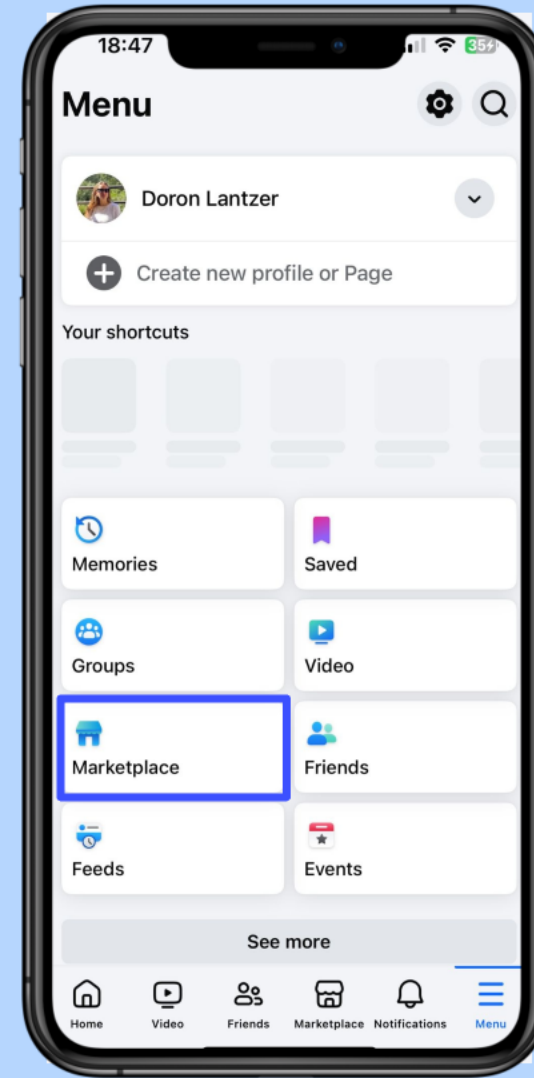 18:47
35
Menu
Doron Lantzer
Create new profile or Page
Your shortcuts
Memories
Saved
Groups
Video
Marketplace
Friends
Feeds
Events
See more
Home Video Friends Marketplace Notifications Menu